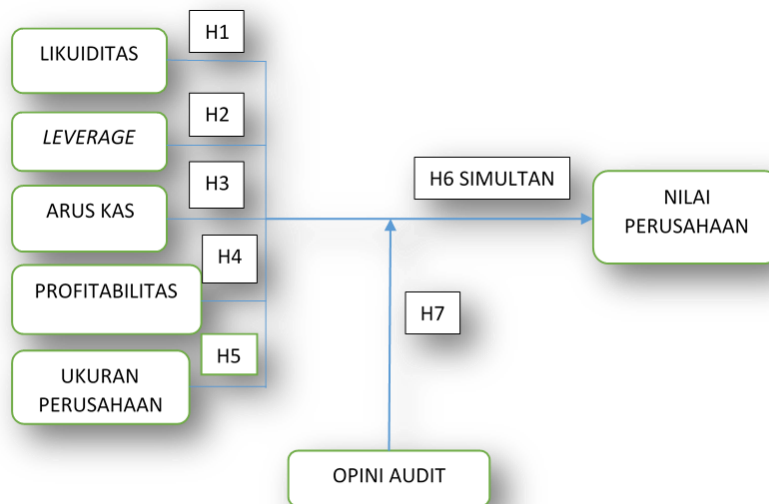 H1
LIKUIDITAS
H2
LEVERAGE
H3
ARUS KAS
H6 SIMULTAN
NILAI
PERUSAHAAN
H4
PROFITABILITAS
H7
H5
UKURAN
PERUSAHAAN
OPINI AUDIT